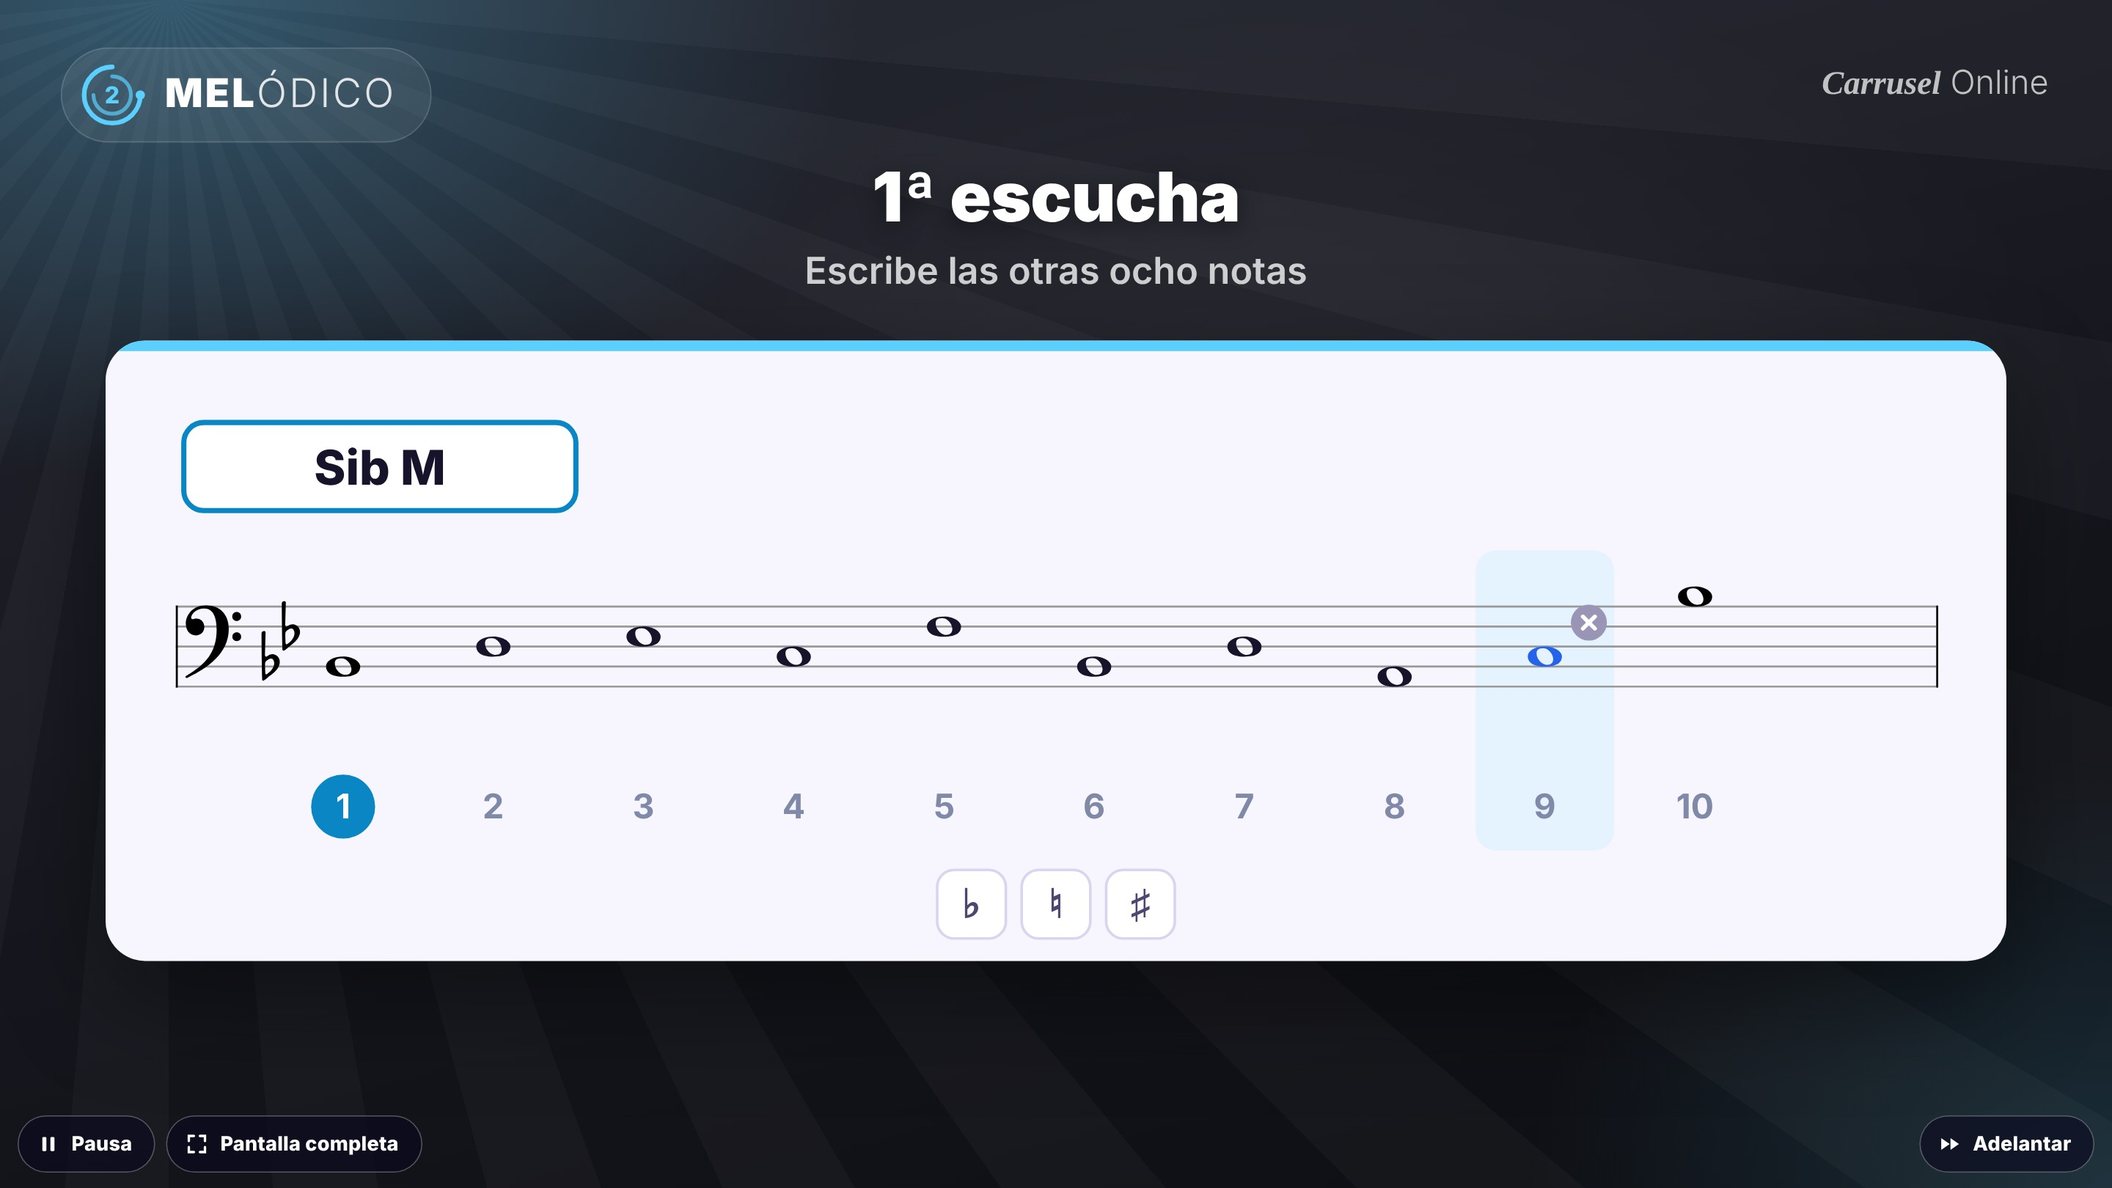 2 MELÓDICO
Carrusel Online
1ª escucha
Escribe las otras ocho notas
Sib M
1 2 3 4 5 6 7 8 9 10
♭ ♮ ♯
Pausa
Pantalla completa
Adelantar